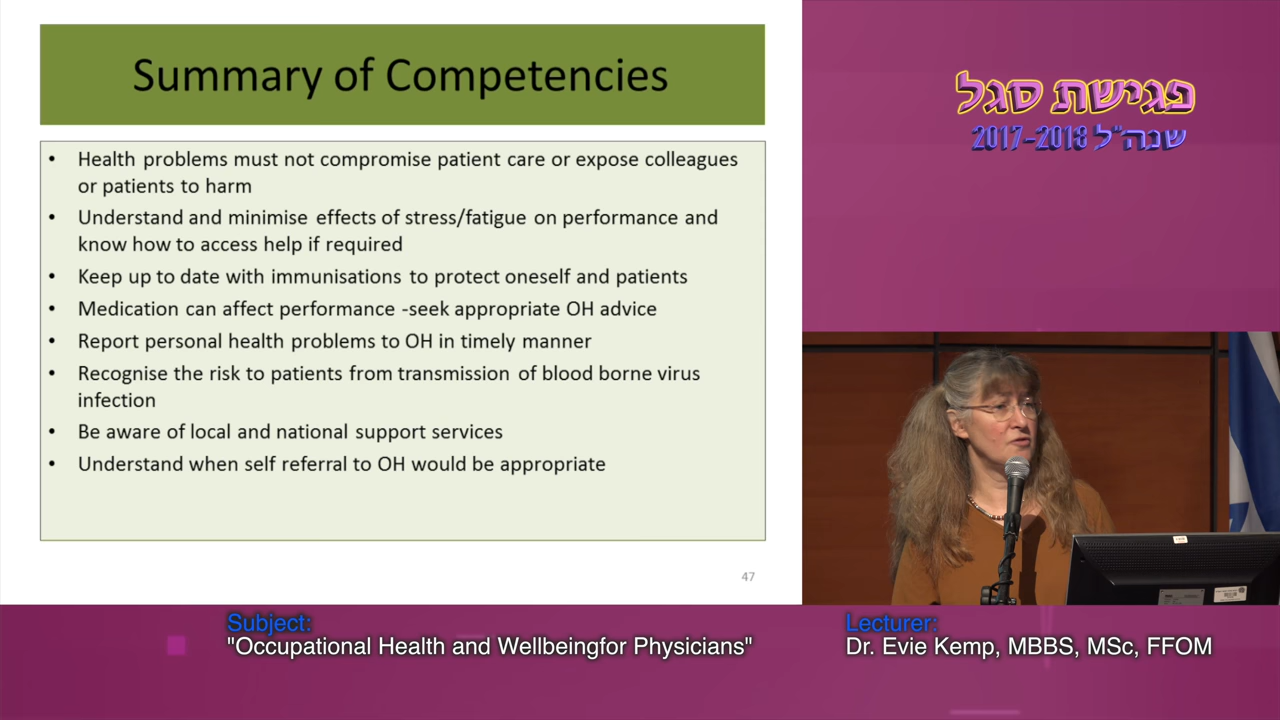 Summary of Competencies
• Health problems must not compromise patient care or expose colleagues
or patients to harm
• Understand and minimise effects of stress/fatigue on performance and
know how to access help if required
• Keep up to date with immunisations to protect oneself and patients
• Medication can affect performance -seek appropriate OH advice
• Report personal health problems to OH in timely manner
• Recognise the risk to patients from transmission of blood borne virus
infection
• Be aware of local and national support services
• Understand when self referral to OH would be appropriate
47
פגישת סגל
שנה"ל 2017-2018
Subject:
"Occupational Health and Wellbeingfor Physicians"
Lecturer:
Dr. Evie Kemp, MBBS, MSc, FFOM